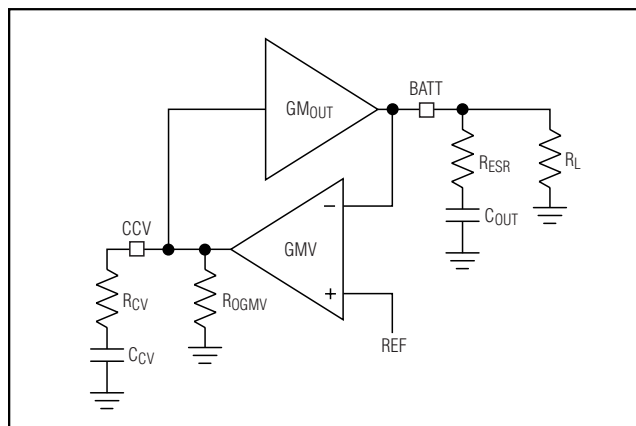 GMOUT
BATT
RESR
RL
COUT
CCV
GMV
−
+
RCV
ROGMV
CCV
REF